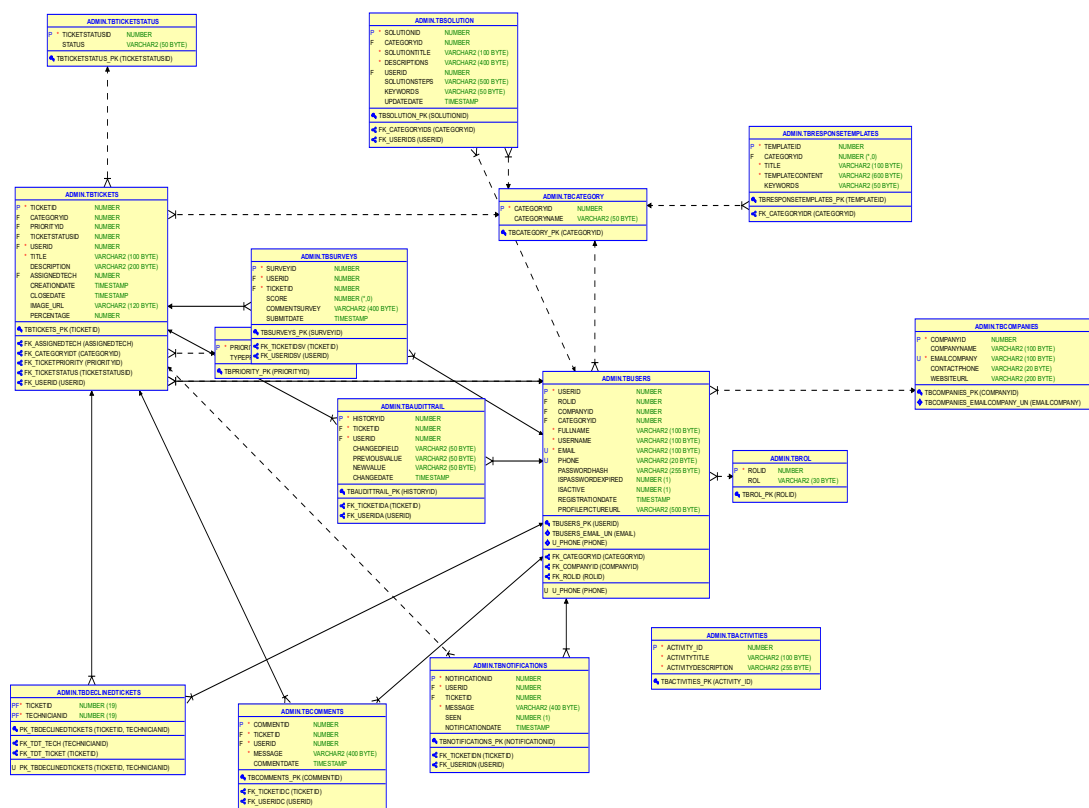 ADMIN.TBTICKETSTATUS
P * TICKETSTATUSID NUMBER
STATUS VARCHAR2 (50 BYTE)
TBTICKETSTATUS_PK (TICKETSTATUSID)
ADMIN.TBSOLUTION
P * SOLUTIONID NUMBER
F CATEGORYID NUMBER
* SOLUTIONTITLE VARCHAR2 (100 BYTE)
* DESCRIPTIONS VARCHAR2 (400 BYTE)
F USERID NUMBER
SOLUTIONSTEPS VARCHAR2 (500 BYTE)
KEYWORDS VARCHAR2 (50 BYTE)
UPDATEDATE TIMESTAMP
TBSOLUTION_PK (SOLUTIONID)
FK_CATEGORYIDS (CATEGORYID)
FK_USERIDS (USERID)
ADMIN.TBRESPONSETEMPLATES
P * TEMPLATEID NUMBER
F CATEGORYID NUMBER (*,0)
* TITLE VARCHAR2 (100 BYTE)
* TEMPLATECONTENT VARCHAR2 (600 BYTE)
KEYWORDS VARCHAR2 (50 BYTE)
TBRESPONSETEMPLATES_PK (TEMPLATEID)
FK_CATEGORYIDR (CATEGORYID)
ADMIN.TBTICKETS
P * TICKETID NUMBER
F CATEGORYID NUMBER
F PRIORITYID NUMBER
F TICKETSTATUSID NUMBER
F * USERID NUMBER
* TITLE VARCHAR2 (100 BYTE)
DESCRIPTION VARCHAR2 (200 BYTE)
F ASSIGNEDTECH NUMBER
CREATIONDATE TIMESTAMP
CLOSEDATE TIMESTAMP
IMAGE_URL VARCHAR2 (120 BYTE)
PERCENTAGE NUMBER
TBTICKETS_PK (TICKETID)
FK_ASSIGNEDTECH (ASSIGNEDTECH)
FK_CATEGORYIDT (CATEGORYID)
FK_TICKETPRIORITY (PRIORITYID)
FK_TICKETSTATUS (TICKETSTATUSID)
FK_USERID (USERID)
ADMIN.TBCATEGORY
P * CATEGORYID NUMBER
CATEGORYNAME VARCHAR2 (50 BYTE)
TBCATEGORY_PK (CATEGORYID)
ADMIN.TBSURVEYS
P * SURVEYID NUMBER
F * USERID NUMBER
F * TICKETID NUMBER
SCORE NUMBER (*,0)
COMMENTSURVEY VARCHAR2 (400 BYTE)
SUBMITDATE TIMESTAMP
TBSURVEYS_PK (SURVEYID)
FK_TICKETIDSV (TICKETID)
FK_USERIDSV (USERID)
P * PRIORI
TYPEP
TBPRIORITY_PK (PRIORITYID)
ADMIN.TBCOMPANIES
P * COMPANYID NUMBER
COMPANYNAME VARCHAR2 (100 BYTE)
U * EMAILCOMPANY VARCHAR2 (100 BYTE)
CONTACTPHONE VARCHAR2 (20 BYTE)
WEBSITEURL VARCHAR2 (200 BYTE)
TBCOMPANIES_PK (COMPANYID)
TBCOMPANIES_EMAILCOMPANY_UN (EMAILCOMPANY)
ADMIN.TBUSERS
P * USERID NUMBER
F ROLID NUMBER
F COMPANYID NUMBER
F CATEGORYID NUMBER
* FULLNAME VARCHAR2 (100 BYTE)
* USERNAME VARCHAR2 (100 BYTE)
U * EMAIL VARCHAR2 (100 BYTE)
U PHONE VARCHAR2 (20 BYTE)
PASSWORDHASH VARCHAR2 (255 BYTE)
ISPASSWORDEXPIRED NUMBER (1)
ISACTIVE NUMBER (1)
REGISTRATIONDATE TIMESTAMP
PROFILEPICTUREURL VARCHAR2 (500 BYTE)
TBUSERS_PK (USERID)
TBUSERS_EMAIL_UN (EMAIL)
U_PHONE (PHONE)
FK_CATEGORYID (CATEGORYID)
FK_COMPANYID (COMPANYID)
FK_ROLID (ROLID)
U U_PHONE (PHONE)
ADMIN.TBAUDITTRAIL
P * HISTORYID NUMBER
F * TICKETID NUMBER
F * USERID NUMBER
CHANGEDFIELD VARCHAR2 (50 BYTE)
PREVIOUSVALUE VARCHAR2 (50 BYTE)
NEWVALUE VARCHAR2 (50 BYTE)
CHANGEDATE TIMESTAMP
TBAUDITTRAIL_PK (HISTORYID)
FK_TICKETIDA (TICKETID)
FK_USERIDA (USERID)
ADMIN.TBROL
P * ROLID NUMBER
ROL VARCHAR2 (30 BYTE)
TBROL_PK (ROLID)
ADMIN.TBACTIVITIES
P * ACTIVITY_ID NUMBER
* ACTIVITYTITLE VARCHAR2 (100 BYTE)
* ACTIVITYDESCRIPTION VARCHAR2 (255 BYTE)
TBACTIVITIES_PK (ACTIVITY_ID)
ADMIN.TBNOTIFICATIONS
P * NOTIFICATIONID NUMBER
F * USERID NUMBER
F TICKETID NUMBER
* MESSAGE VARCHAR2 (400 BYTE)
SEEN NUMBER (1)
NOTIFICATIONDATE TIMESTAMP
TBNOTIFICATIONS_PK (NOTIFICATIONID)
FK_TICKETIDN (TICKETID)
FK_USERIDN (USERID)
ADMIN.TBDECLINEDTICKETS
PF* TICKETID NUMBER (19)
PF* TECHNICIANID NUMBER (19)
PK_TBDECLINEDTICKETS (TICKETID, TECHNICIANID)
FK_TDT_TECH (TECHNICIANID)
FK_TDT_TICKET (TICKETID)
U PK_TBDECLINEDTICKETS (TICKETID, TECHNICIANID)
ADMIN.TBCOMMENTS
P * COMMENTID NUMBER
F * TICKETID NUMBER
F * USERID NUMBER
* MESSAGE VARCHAR2 (400 BYTE)
COMMENTDATE TIMESTAMP
TBCOMMENTS_PK (COMMENTID)
FK_TICKETIDC (TICKETID)
FK_USERIDC (USERID)